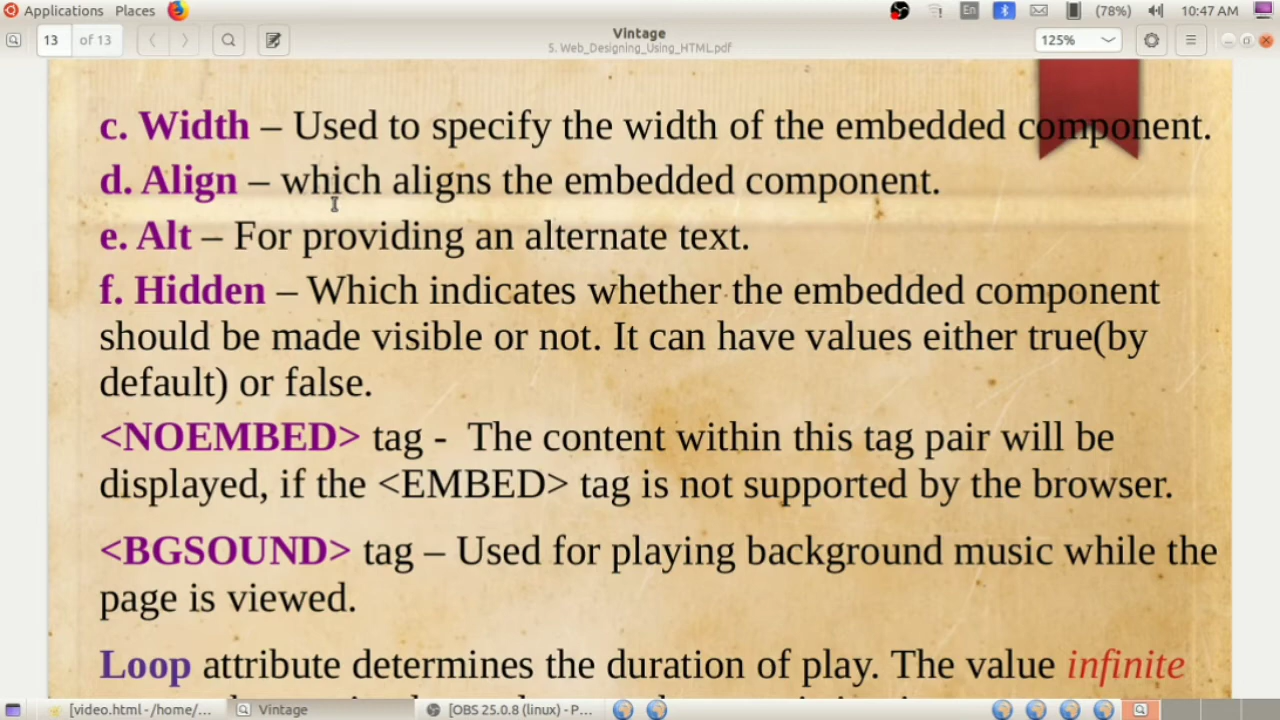 Applications Places En (78%) 10:47 AM
13 of 13 Vintage 125%
5. Web_Designing_Using_HTML.pdf
c. Width – Used to specify the width of the embedded component.
d. Align – which aligns the embedded component.
e. Alt – For providing an alternate text.
f. Hidden – Which indicates whether the embedded component
should be made visible or not. It can have values either true(by
default) or false.
<NOEMBED> tag - The content within this tag pair will be
displayed, if the <EMBED> tag is not supported by the browser.
<BGSOUND> tag – Used for playing background music while the
page is viewed.
Loop attribute determines the duration of play. The value infinite
[video.html -/home/... Vintage [OBS 25.0.8 (linux) - P...